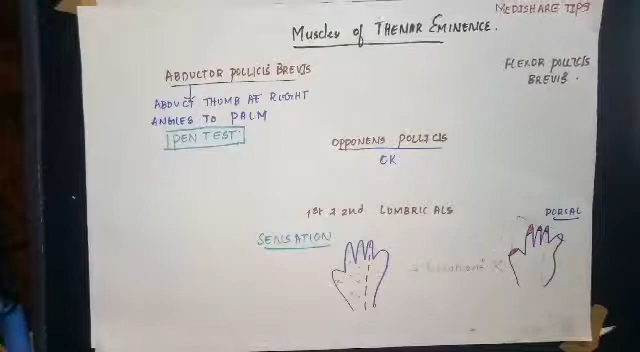 MEDISHARE TIPS
Muscles of THENAR EMINENCE.
ABDUCTOR POLLICIS BREVIS
ABDUCT THUMB AT RIGHT
ANGLES TO PALM
PEN TEST
FLEXOR POLLICIS
BREVIS.
OPPONENS POLLICIS
OK
1st & 2nd LUMBRICALS
SENSATION
DORSAL